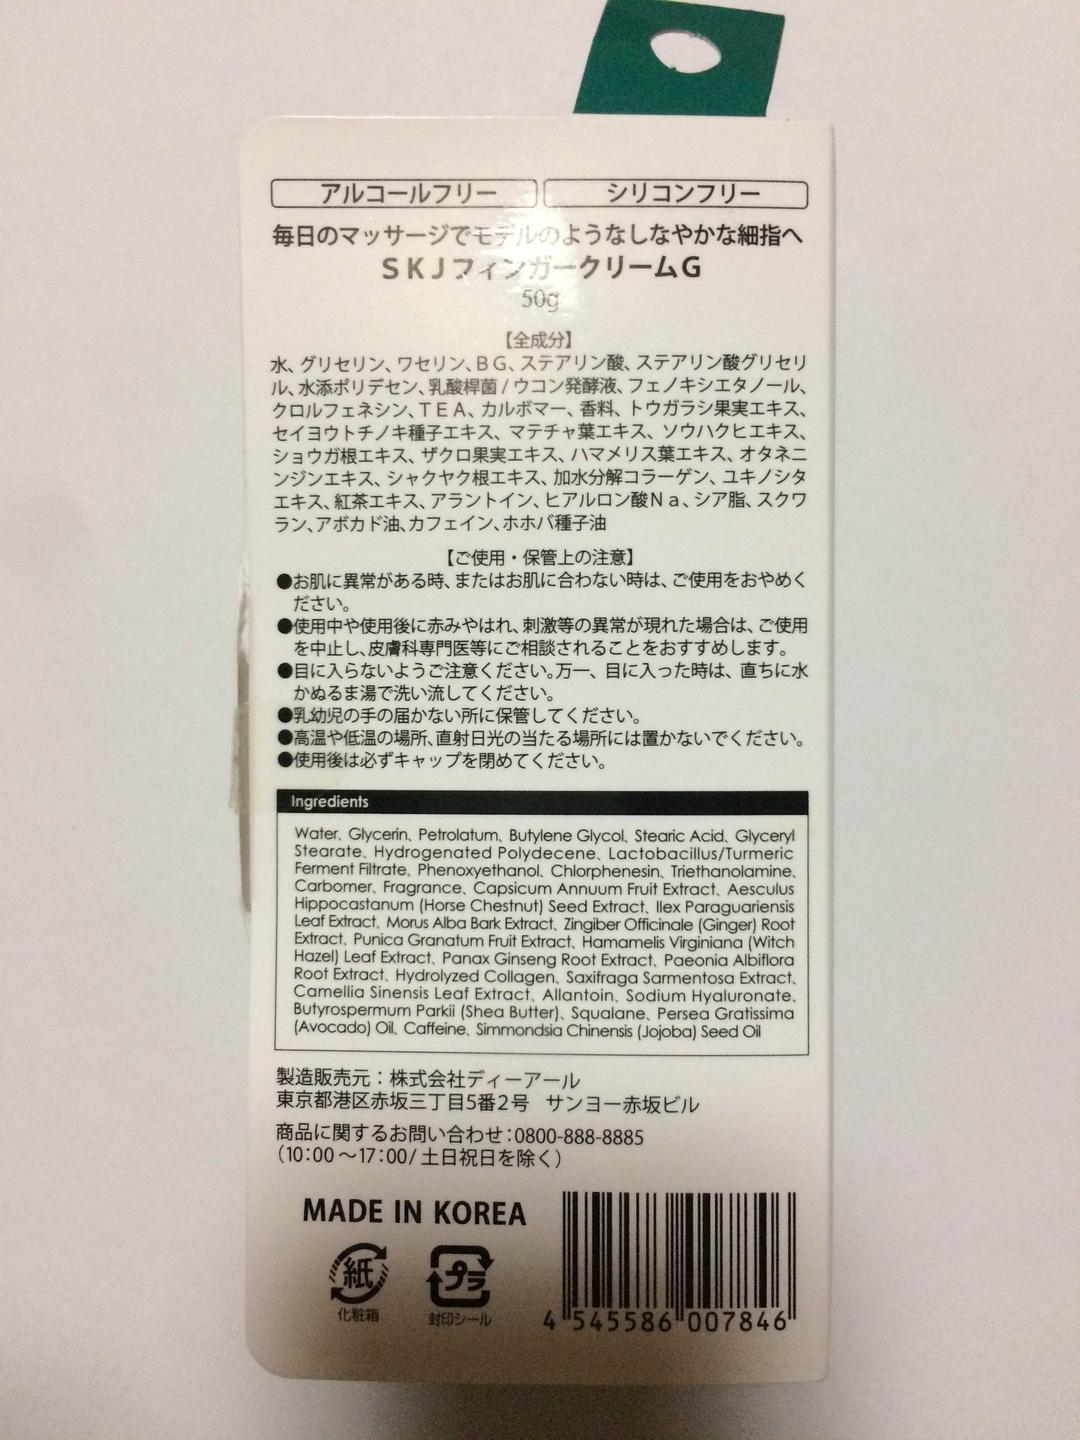 アルコールフリー
シリコンフリー
毎日のマッサージでモデルのようなしなやかな細指へ
SKJフィンガークリームG
50g
【全成分】
水、グリセリン、ワセリン、BG、ステアリン酸、ステアリン酸グリセリ
ル、水添ポリデセン、乳酸桿菌/ウコン発酵液、フェノキシエタノール、
クロルフェネシン、TEA、カルボマー、香料、トウガラシ果実エキス、
セイヨウトチノキ種子エキス、マテチャ葉エキス、ソウハクヒエキス、
ショウガ根エキス、ザクロ果実エキス、ハマメリス葉エキス、オタネニ
ンジンエキス、シャクヤク根エキス、加水分解コラーゲン、ユキノシタ
エキス、紅茶エキス、アラントイン、ヒアルロン酸Na、シア脂、スクワ
ラン、アボカド油、カフェイン、ホホバ種子油
【ご使用・保管上の注意】
●お肌に異常がある時、またはお肌に合わない時は、ご使用をおやめく
ださい。
●使用中や使用後に赤みやはれ、刺激等の異常が現れた場合は、ご使用
を中止し、皮膚科専門医等にご相談されることをおすすめします。
●目に入らないようご注意ください。万一、目に入った時は、直ちに水
かぬるま湯で洗い流してください。
●乳幼児の手の届かない所に保管してください。
●高温や低温の場所、直射日光の当たる場所には置かないでください。
●使用後は必ずキャップを閉めてください。
Ingredients
Water、Glycerin、Petrolatum、Butylene Glycol、Stearic Acid、Glyceryl
Stearate、Hydrogenated Polydecene、Lactobacillus/Turmeric
Ferment Filtrate、Phenoxyethanol、Chlorphenesin、Triethanolamine、
Carbomer、Fragrance、Capsicum Annuum Fruit Extract、Aesculus
Hippocastanum (Horse Chestnut) Seed Extract、Ilex Paraguariensis
Leaf Extract、Morus Alba Bark Extract、Zingiber Officinale (Ginger) Root
Extract、Punica Granatum Fruit Extract、Hamamelis Virginiana (Witch
Hazel) Leaf Extract、Panax Ginseng Root Extract、Paeonia Albiflora
Root Extract、Hydrolyzed Collagen、Saxifraga Sarmentosa Extract、
Camellia Sinensis Leaf Extract、Allantoin、Sodium Hyaluronate、
Butyrospermum Parkii (Shea Butter)、Squalane、Persea Gratissima
(Avocado) Oil、Caffeine、Simmondsia Chinensis (Jojoba) Seed Oil
製造販売元：株式会社ディーアール
東京都港区赤坂三丁目5番2号 サンヨー赤坂ビル
商品に関するお問い合わせ：0800-888-8885
（10:00～17:00/土日祝日を除く）
MADE IN KOREA
紙
化粧箱
プラ
封印シール
4 545586 007846